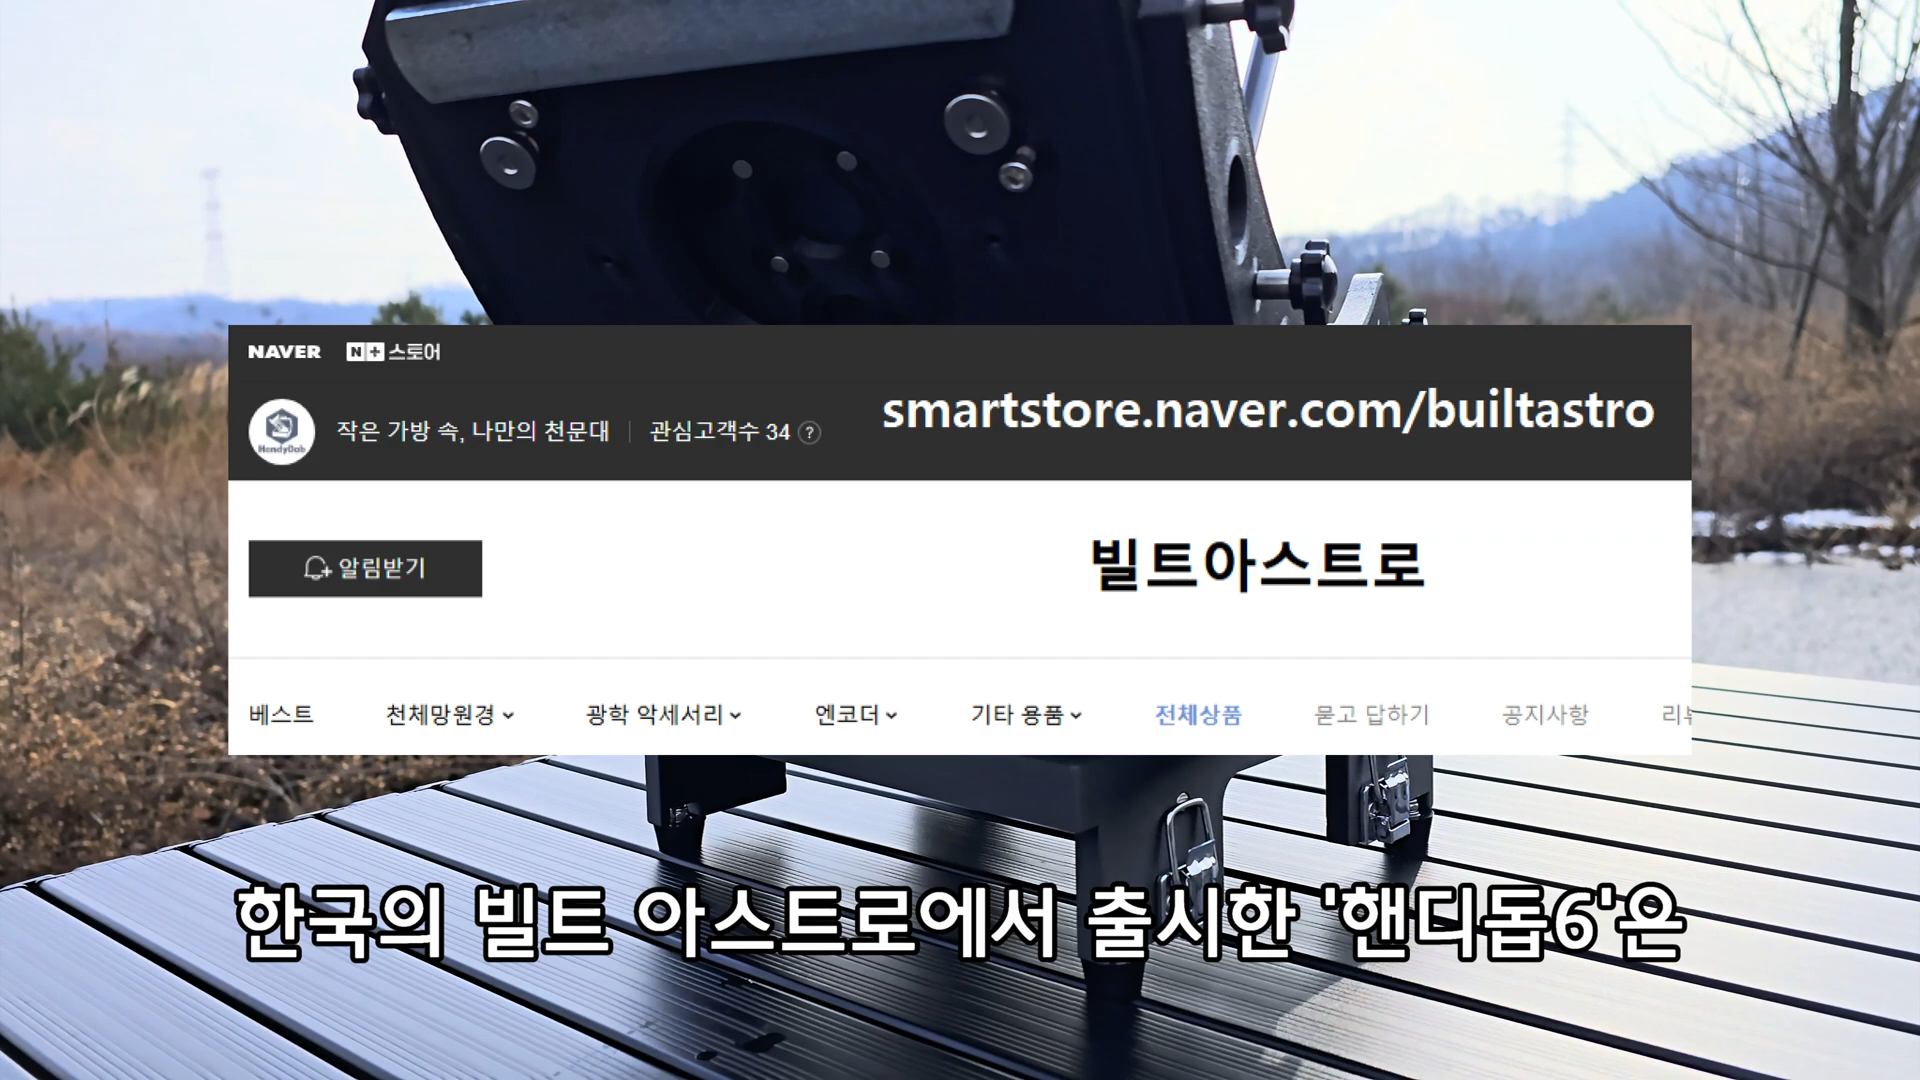 NAVER N+ 스토어
HandyDob
작은 가방 속, 나만의 천문대 관심고객수 34 ?
smartstore.naver.com/builtastro
알림받기
빌트아스트로
베스트 천체망원경 광학 악세서리 엔코더 기타 용품 전체상품 묻고 답하기 공지사항
한국의 빌트 아스트로에서 출시한 '핸디돕6'은